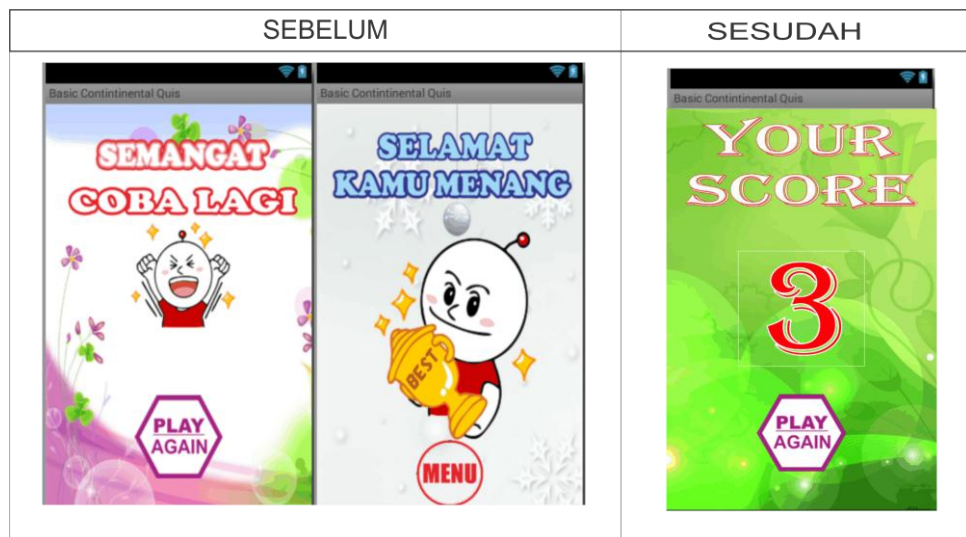 SEBELUM
SESUDAH
Basic Contintinental Quis
SEMANGAT
COBA LAGI
PLAY
AGAIN
Basic Contintinental Quis
SELAMAT
KAMU MENANG
BEST
MENU
Basic Contintinental Quis
YOUR
SCORE
3
PLAY
AGAIN